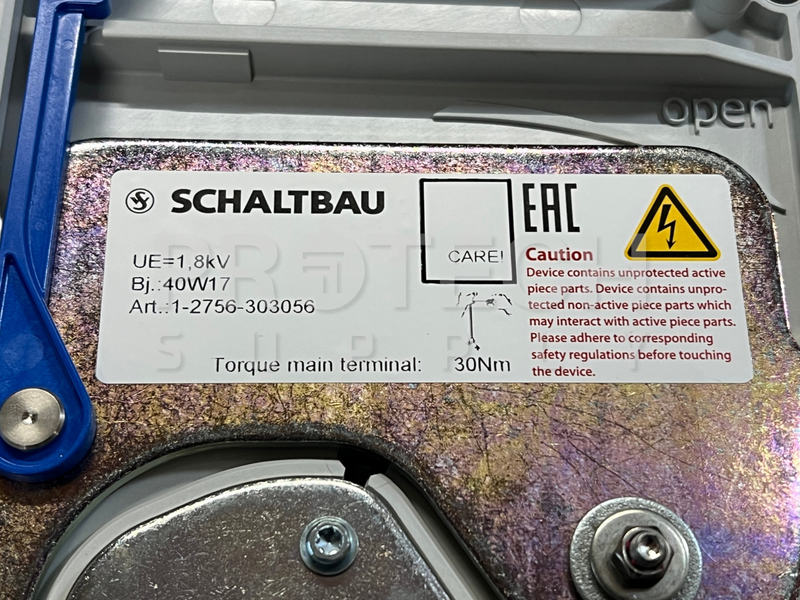 open
SCHALTBAU
EAC
CARE!
UE=1,8kV
Bj.:40W17
Art.:1-2756-303056
Torque main terminal: 30Nm
Caution
Device contains unprotected active
piece parts. Device contains unpro-
tected non-active piece parts which
may interact with active piece parts.
Please adhere to corresponding
safety regulations before touching
the device.
PROTECH
SUPPLY